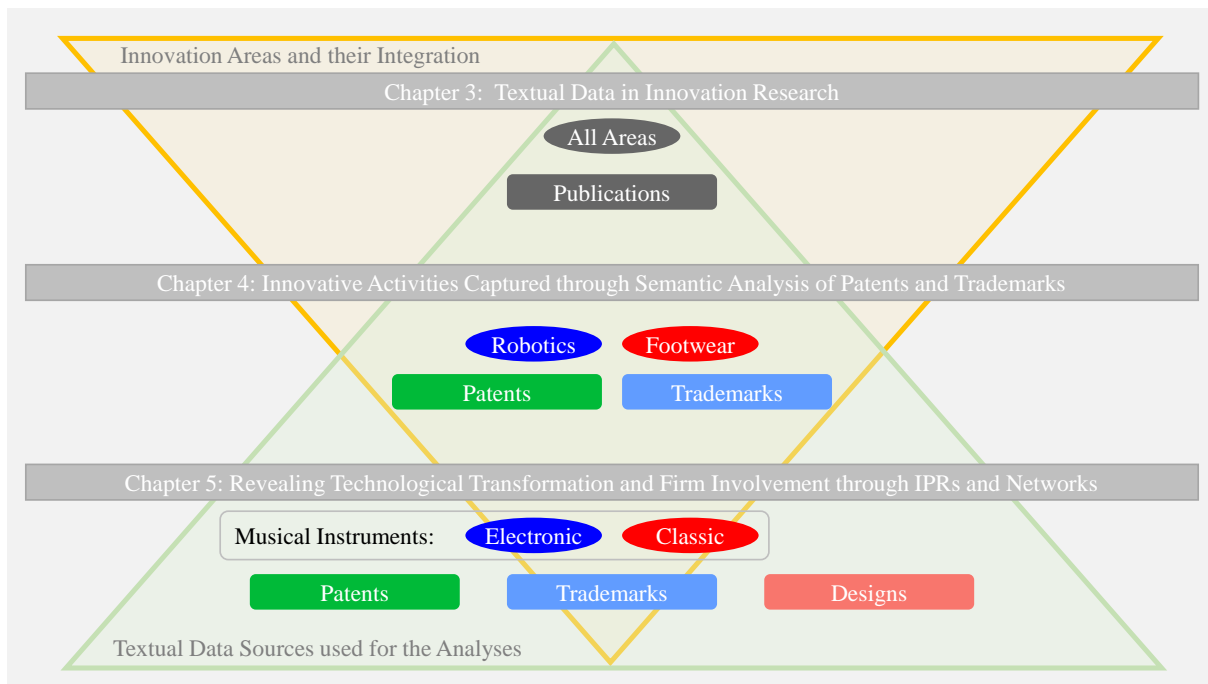 Innovation Areas and their Integration
Chapter 3: Textual Data in Innovation Research
All Areas
Publications
Chapter 4: Innovative Activities Captured through Semantic Analysis of Patents and Trademarks
Robotics Footwear
Patents Trademarks
Chapter 5: Revealing Technological Transformation and Firm Involvement through IPRs and Networks
Musical Instruments: Electronic Classic
Patents Trademarks Designs
Textual Data Sources used for the Analyses